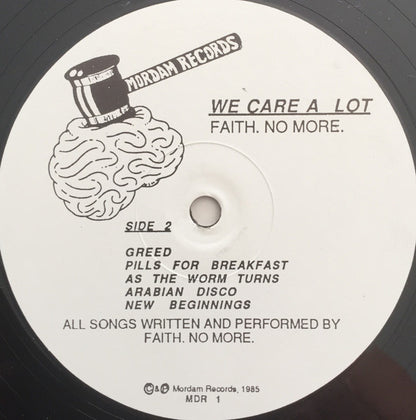 MORDAM RECORDS
WE CARE A LOT
FAITH. NO MORE.
SIDE 2
GREED
PILLS FOR BREAKFAST
AS THE WORM TURNS
ARABIAN DISCO
NEW BEGINNINGS
ALL SONGS WRITTEN AND PERFORMED BY
FAITH. NO MORE.
©&℗ Mordam Records, 1985
MDR 1